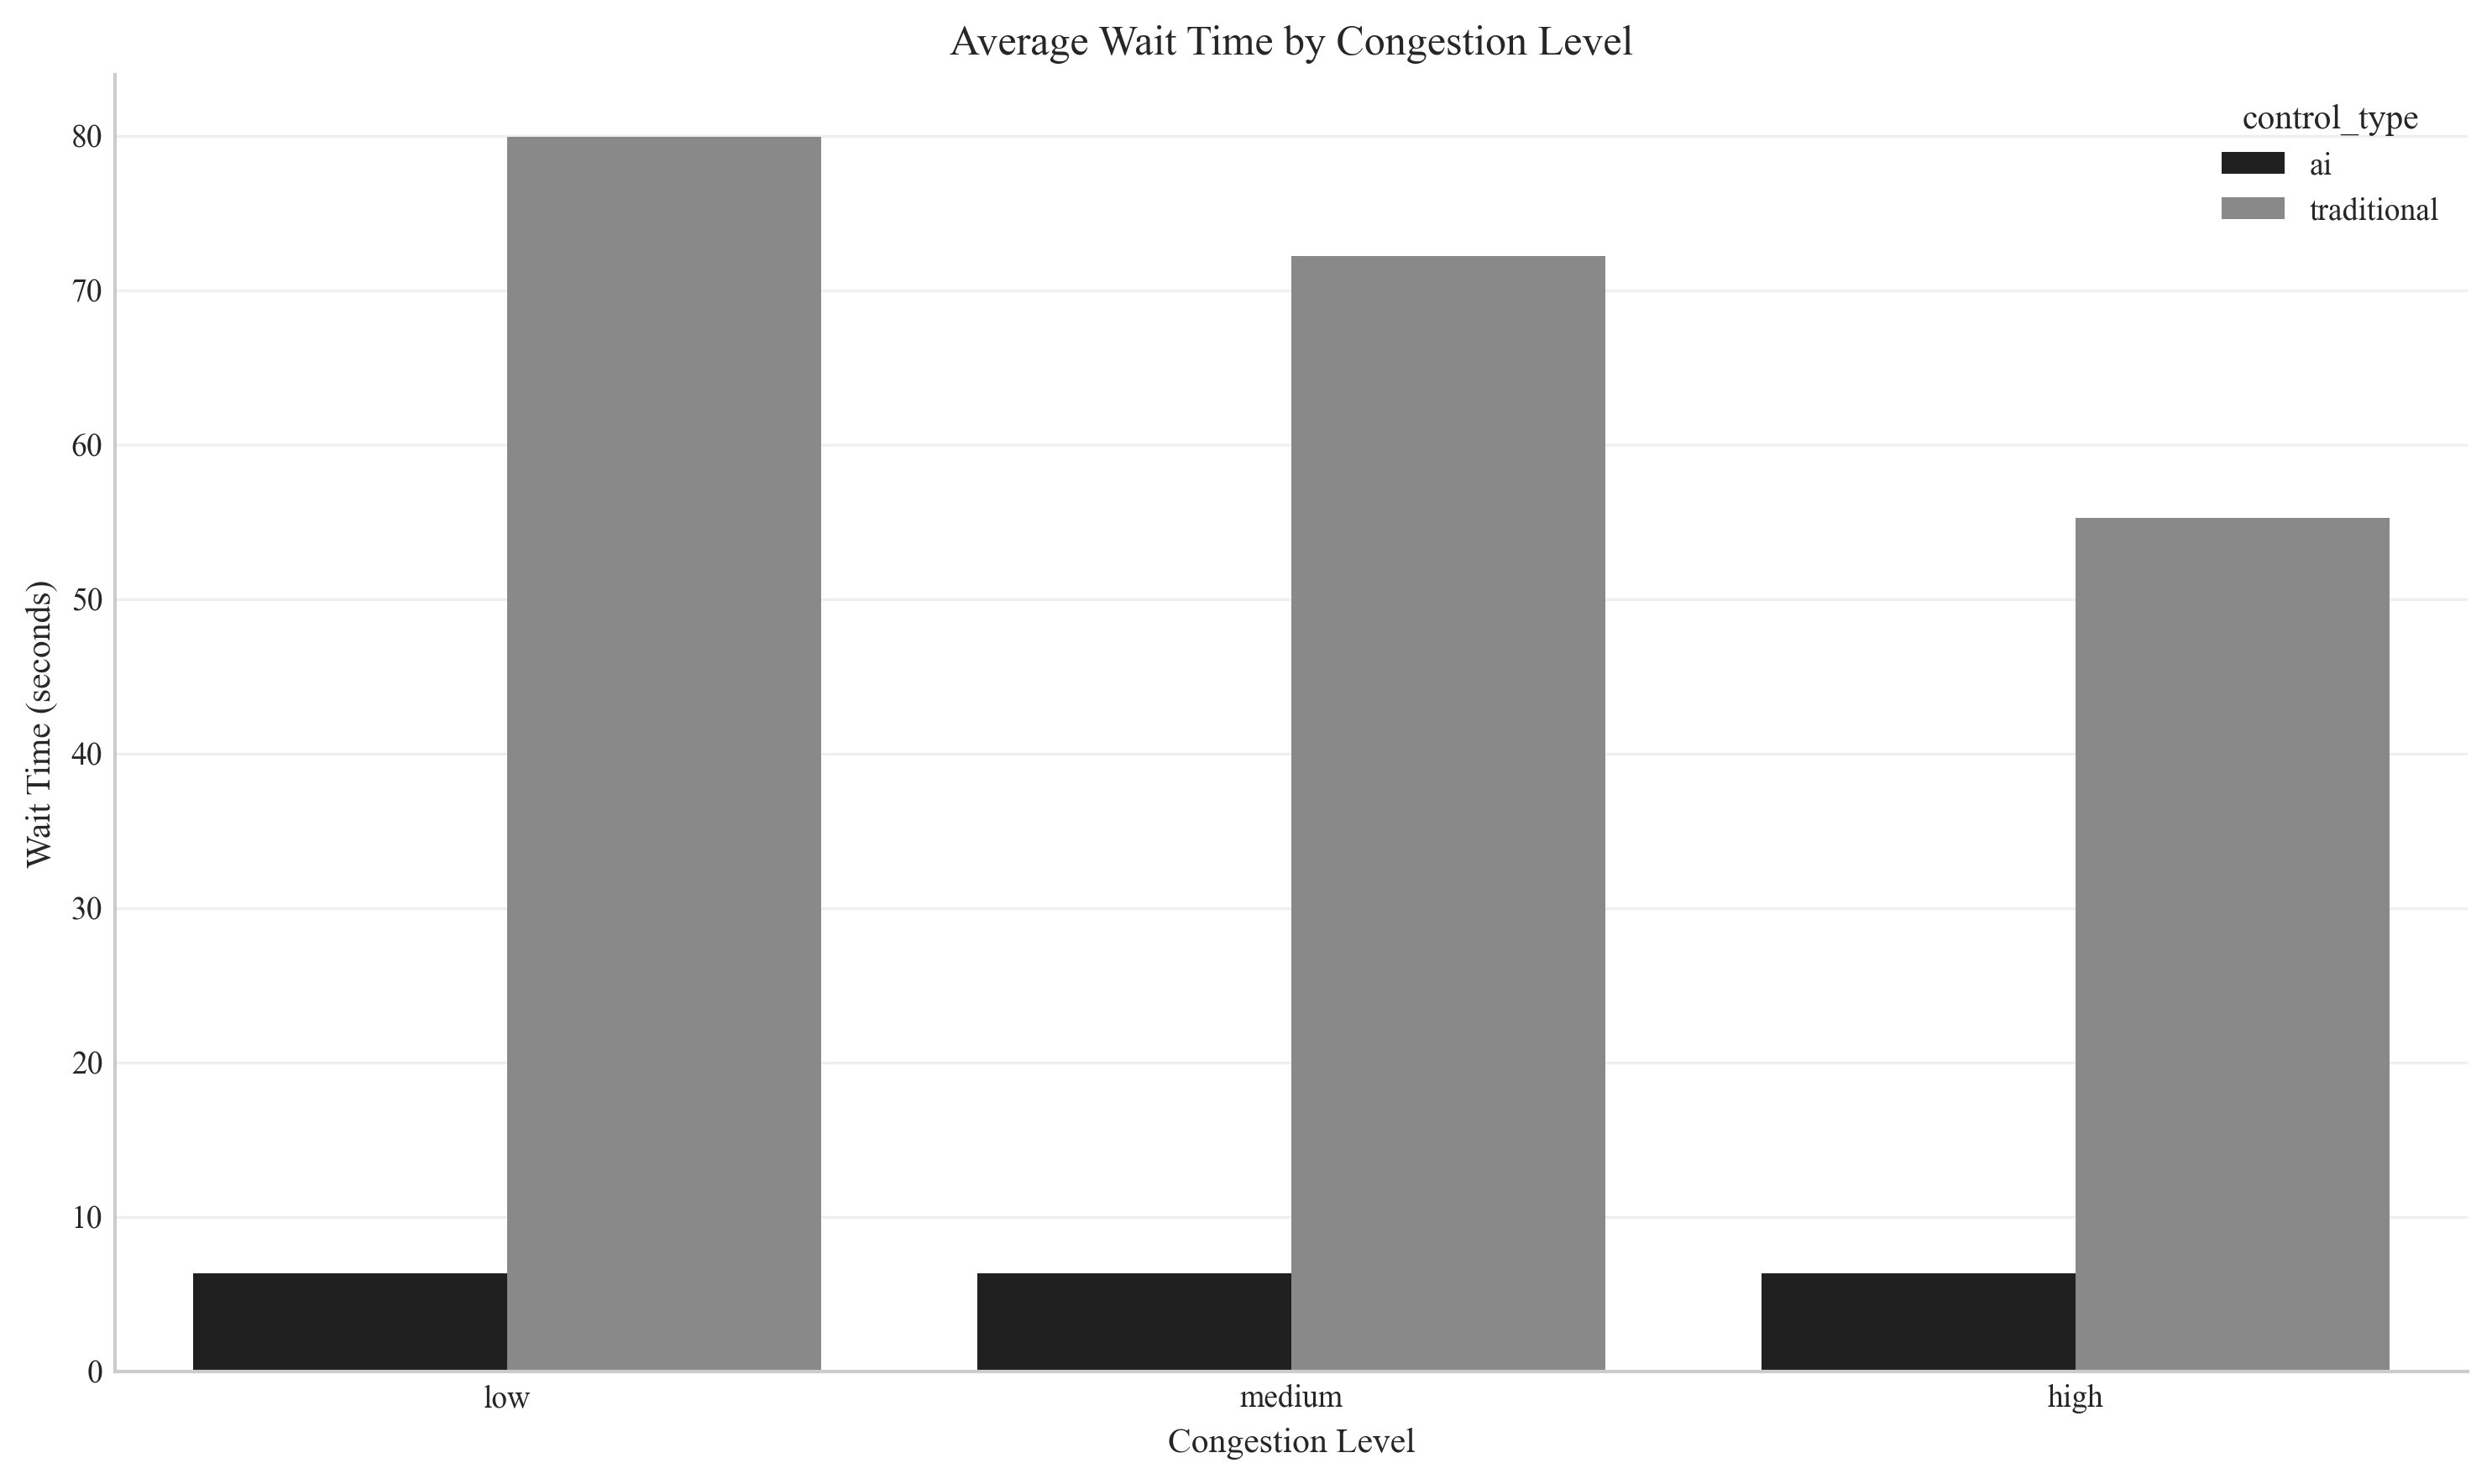 Average Wait Time by Congestion Level
control_type
ai
traditional
Wait Time (seconds)
80
70
60
50
40
30
20
10
0
low
medium
high
Congestion Level